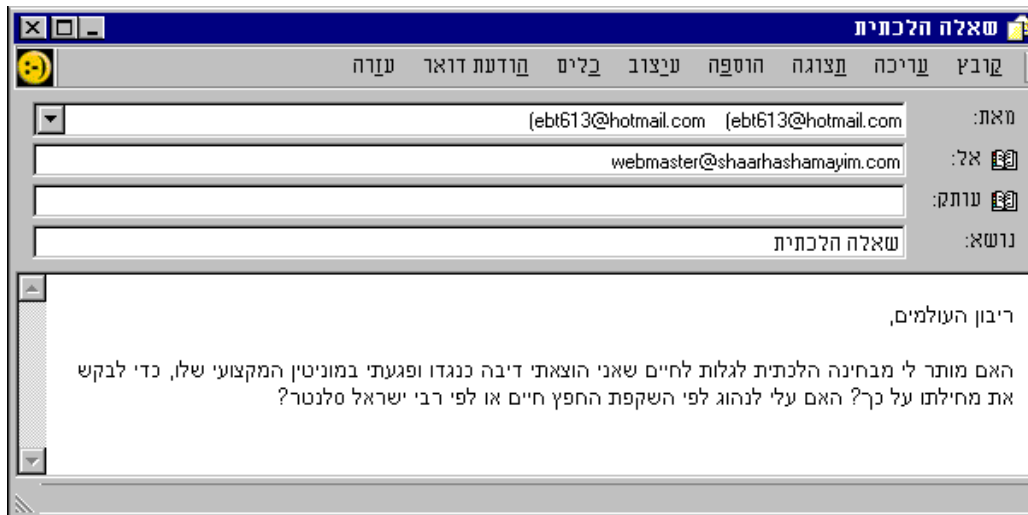 שאלה הלכתית
קובץ עריכה תצוגה הוספה עיצוב כלים הודעת דואר עזרה
מאת: (ebt613@hotmail.com (ebt613@hotmail.com
אל: webmaster@shaarhashamayim.com
עותק:
נושא: שאלה הלכתית
ריבון העולמים,
האם מותר לי מבחינה הלכתית לגלות לחיים שאני הוצאתי דיבה כנגדו ופגעתי במוניטין המקצועי שלו, כדי לבקש
את מחילתו על כך? האם עלי לנהוג לפי השקפת החפץ חיים או לפי רבי ישראל סלנטר?